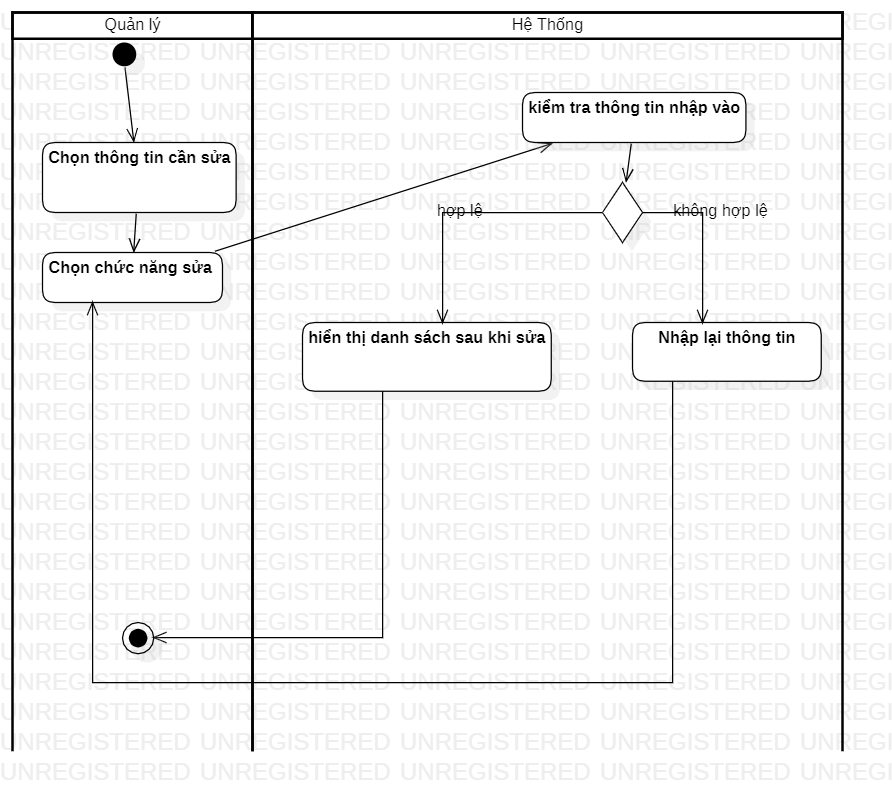 Quản lý
Hệ Thống
kiểm tra thông tin nhập vào
Chọn thông tin cần sửa
hợp lệ
không hợp lệ
Chọn chức năng sửa
hiển thị danh sách sau khi sửa
Nhập lại thông tin
UNREGISTERED